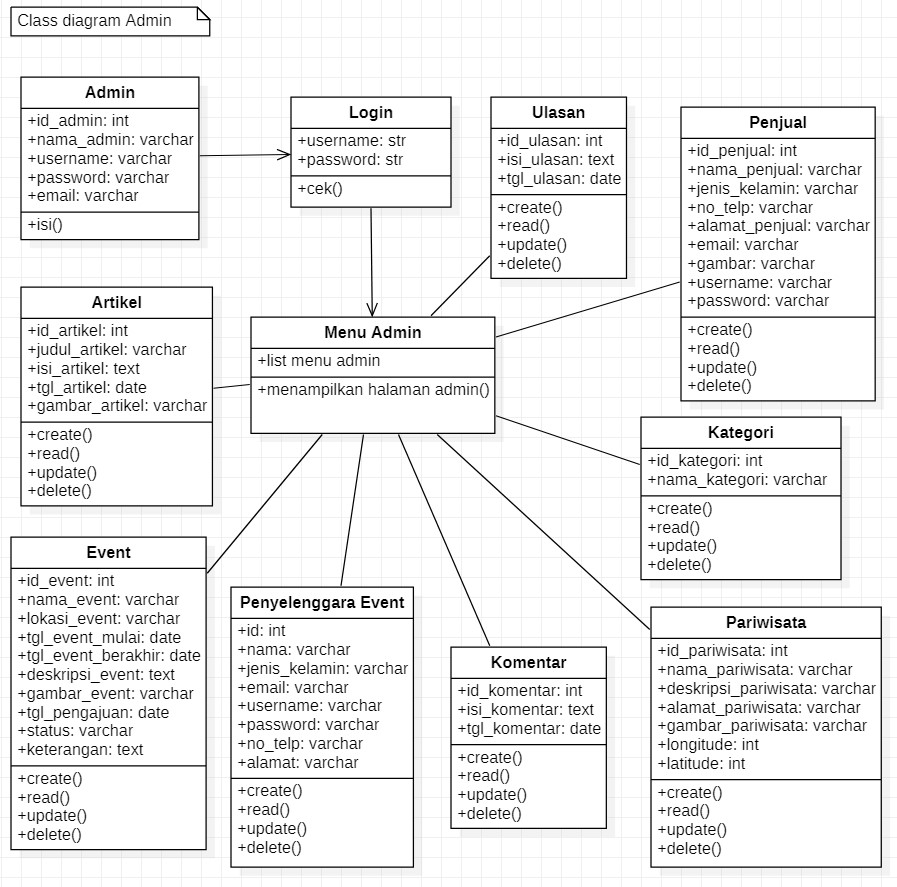 Class diagram Admin
Admin
+id_admin: int
+nama_admin: varchar
+username: varchar
+password: varchar
+email: varchar
+isi()
Login
+username: str
+password: str
+cek()
Ulasan
+id_ulasan: int
+isi_ulasan: text
+tgl_ulasan: date
+create()
+read()
+update()
+delete()
Penjual
+id_penjual: int
+nama_penjual: varchar
+jenis_kelamin: varchar
+no_telp: varchar
+alamat_penjual: varchar
+email: varchar
+gambar: varchar
+username: varchar
+password: varchar
+create()
+read()
+update()
+delete()
Artikel
+id_artikel: int
+judul_artikel: varchar
+isi_artikel: text
+tgl_artikel: date
+gambar_artikel: varchar
+create()
+read()
+update()
+delete()
Menu Admin
+list menu admin
+menampilkan halaman admin()
Kategori
+id_kategori: int
+nama_kategori: varchar
+create()
+read()
+update()
+delete()
Event
+id_event: int
+nama_event: varchar
+lokasi_event: varchar
+tgl_event_mulai: date
+tgl_event_berakhir: date
+deskripsi_event: text
+gambar_event: varchar
+tgl_pengajuan: date
+status: varchar
+keterangan: text
+create()
+read()
+update()
+delete()
Penyelenggara Event
+id: int
+nama: varchar
+jenis_kelamin: varchar
+email: varchar
+username: varchar
+password: varchar
+no_telp: varchar
+alamat: varchar
+create()
+read()
+update()
+delete()
Komentar
+id_komentar: int
+isi_komentar: text
+tgl_komentar: date
+create()
+read()
+update()
+delete()
Pariwisata
+id_pariwisata: int
+nama_pariwisata: varchar
+deskripsi_pariwisata: varchar
+alamat_pariwisata: varchar
+gambar_pariwisata: varchar
+longitude: int
+latitude: int
+create()
+read()
+update()
+delete()